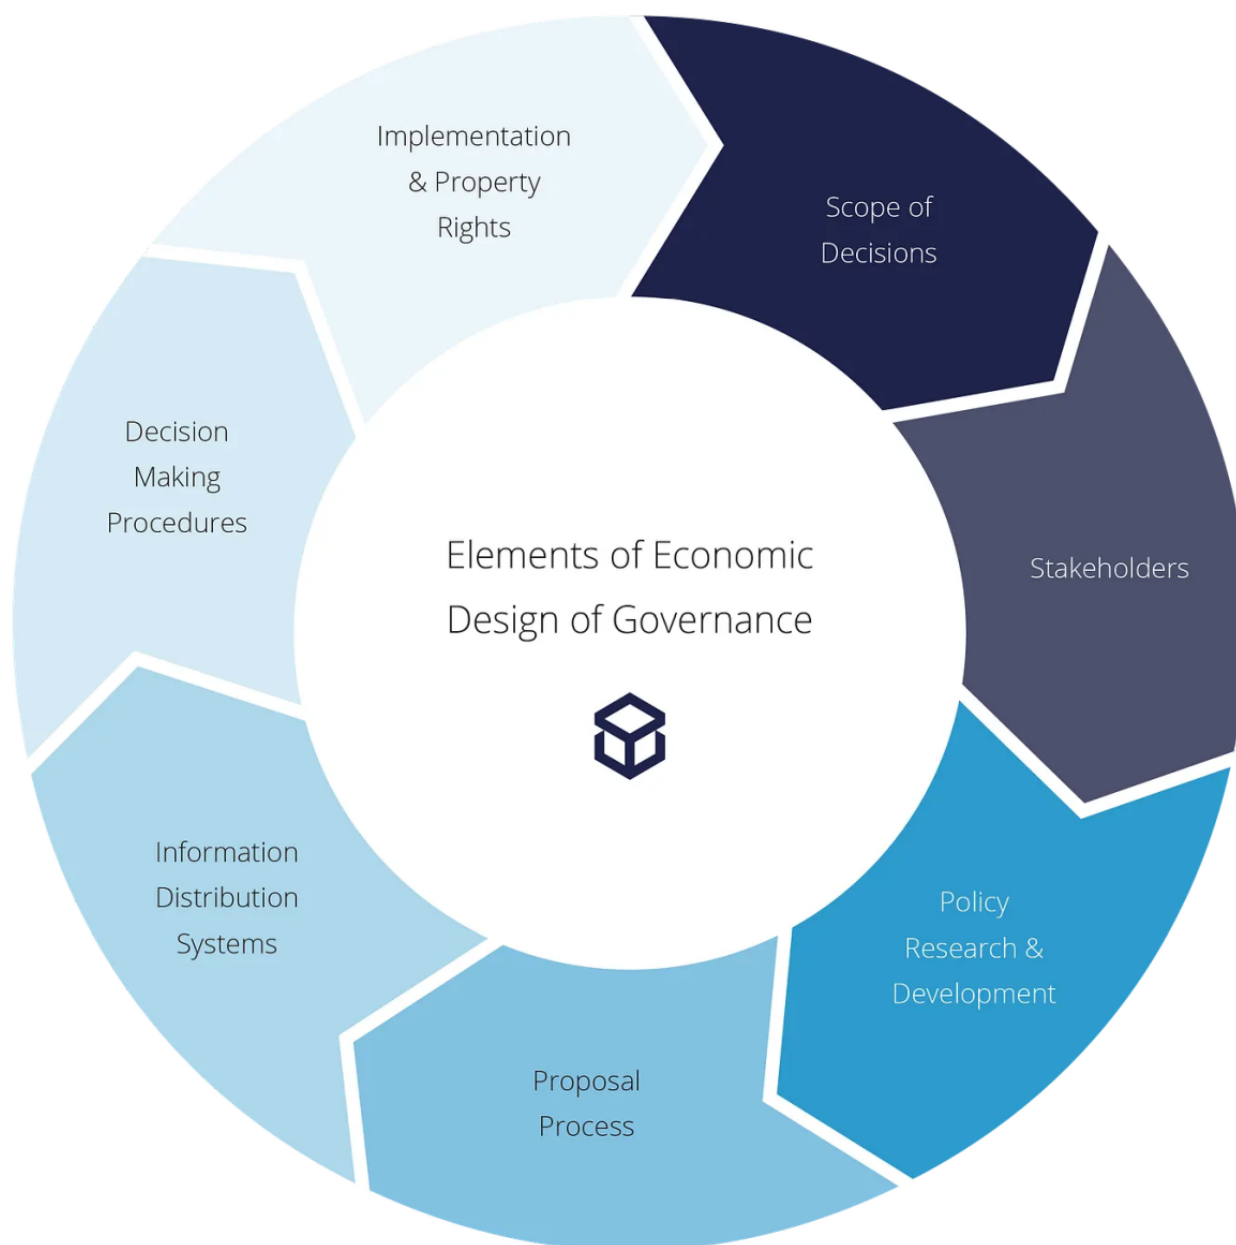 Elements of Economic
Design of Governance
Scope of
Decisions
Stakeholders
Policy
Research &
Development
Proposal
Process
Information
Distribution
Systems
Decision
Making
Procedures
Implementation
& Property
Rights